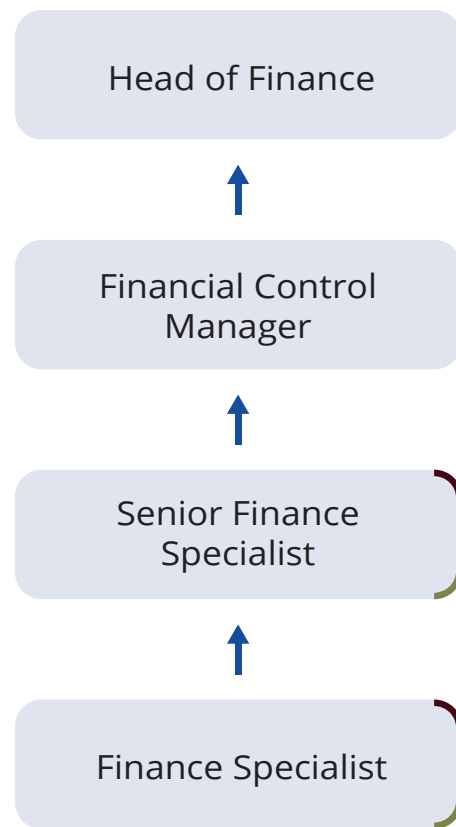 Head of Finance
Financial Control
Manager
Senior Finance
Specialist
Finance Specialist